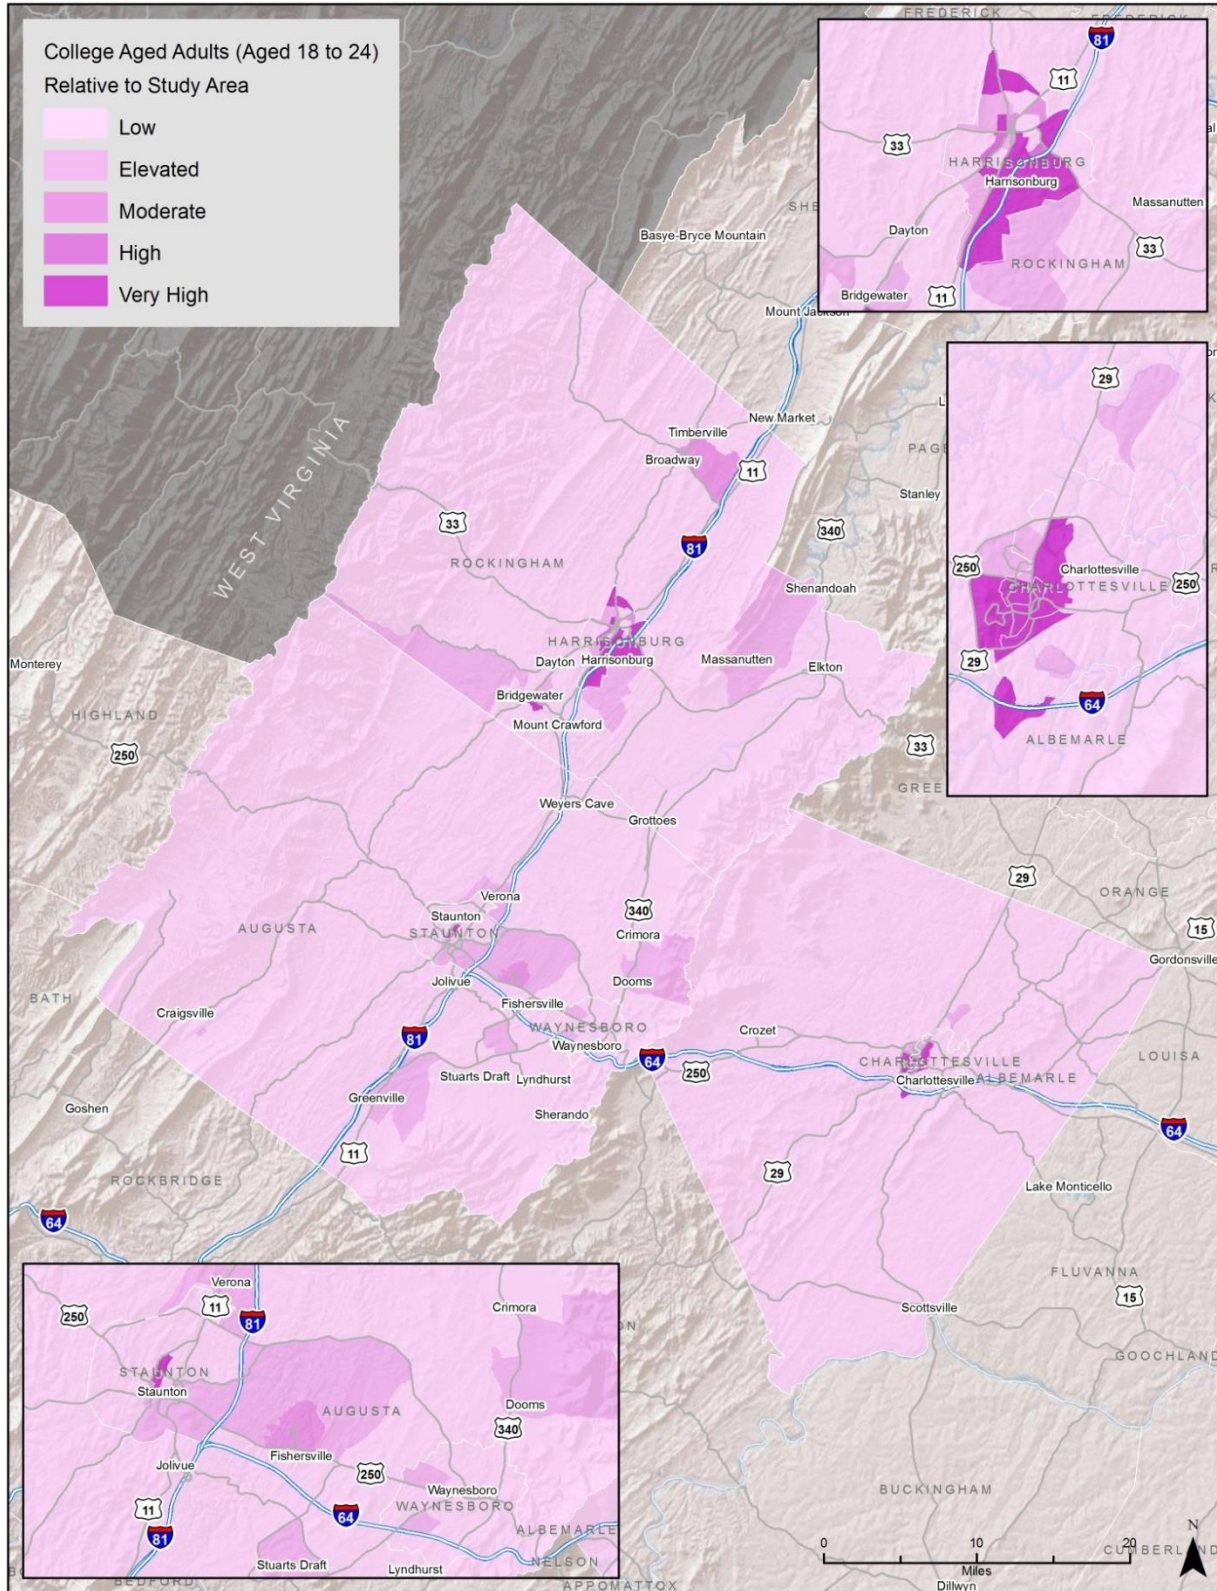 College Aged Adults (Aged 18 to 24)
Relative to Study Area
Low
Elevated
Moderate
High
Very High
FREDERICK
FREDERICK
81
11
33
HARRISONBURG
Harrisonburg
Massanutten
Dayton
33
ROCKINGHAM
Bridgewater
11
Basye-Bryce Mountain
Mount Jackson
New Market
Timberville
Broadway
11
Stanley
WEST VIRGINIA
33
340
81
ROCKINGHAM
Shenandoah
HARRISONBURG
Monterey
Dayton
Harrisonburg
Massanutten
Elkton
Bridgewater
HIGHLAND
Mount Crawford
250
33
Weyers Cave
Grottoes
29
250
Charlottesville
CHARLOTTESVILLE
250
29
64
ALBEMARLE
Verona
Staunton
STAUNTON
AUGUSTA
340
Crimora
29
ORANGE
15
Gordonsville
Jolivue
Dooms
BATH
Fishersville
Craigsville
WAYNESBORO
Waynesboro
81
Crozet
64
250
CHARLOTTESVILLE
LOUISA
Charlottesville
ALBEMARLE
Stuarts Draft
Lyndhurst
Greenville
Goshen
Sherando
64
11
29
ROCKBRIDGE
Lake Monticello
64
FLUVANNA
15
Scottsville
GOOCHLAND
Verona
250
11
81
Crimora
STAUNTON
Staunton
AUGUSTA
Dooms
340
Fishersville
Jolivue
250
Waynesboro
WAYNESBORO
11
64
81
ALBEMARLE
Stuarts Draft
Lyndhurst
NELSON
BEDFORD
APPOMATTOX
BUCKINGHAM
0 10 20
Miles
N
CUMBERLAND
Dillwyn